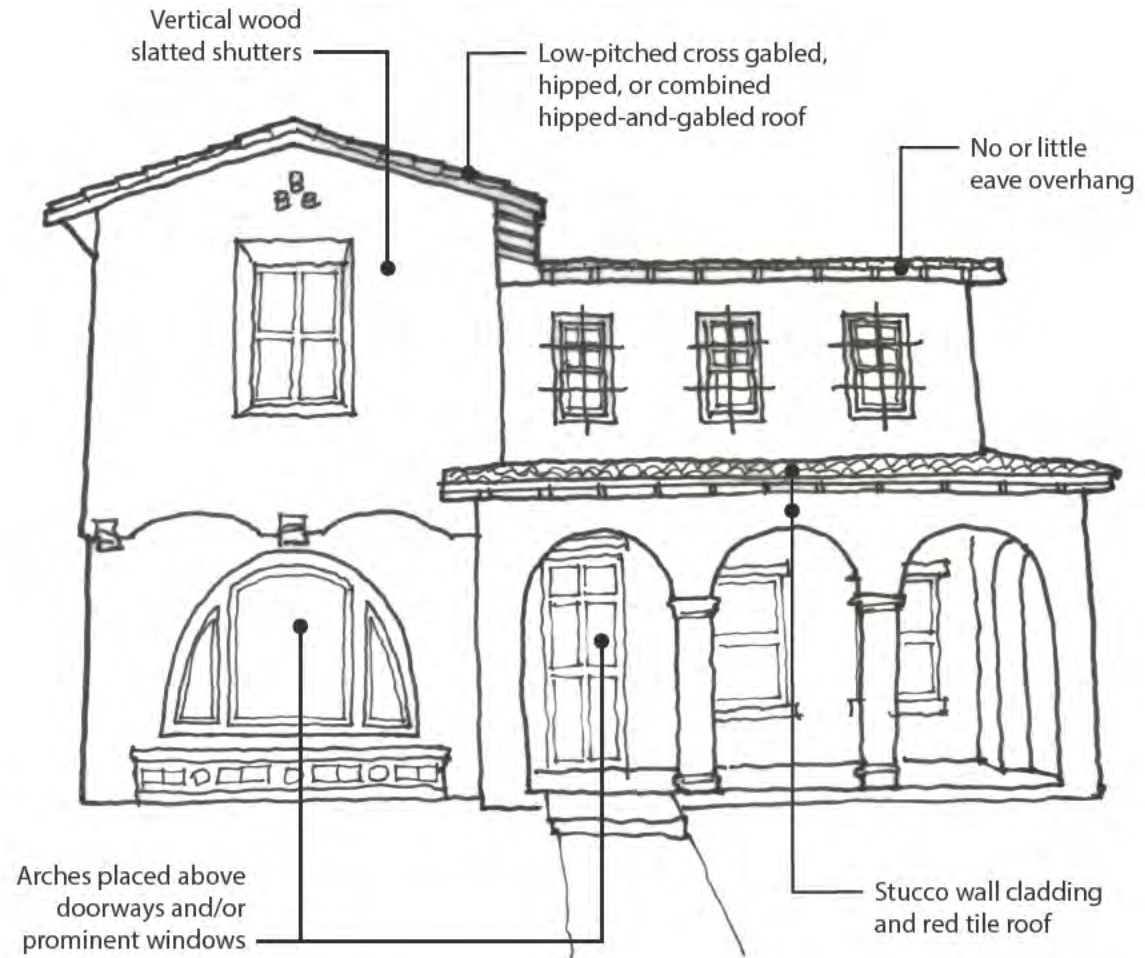 Vertical wood
slatted shutters
Low-pitched cross gabled,
hipped, or combined
hipped-and-gabled roof
No or little
eave overhang
Arches placed above
doorways and/or
prominent windows
Stucco wall cladding
and red tile roof